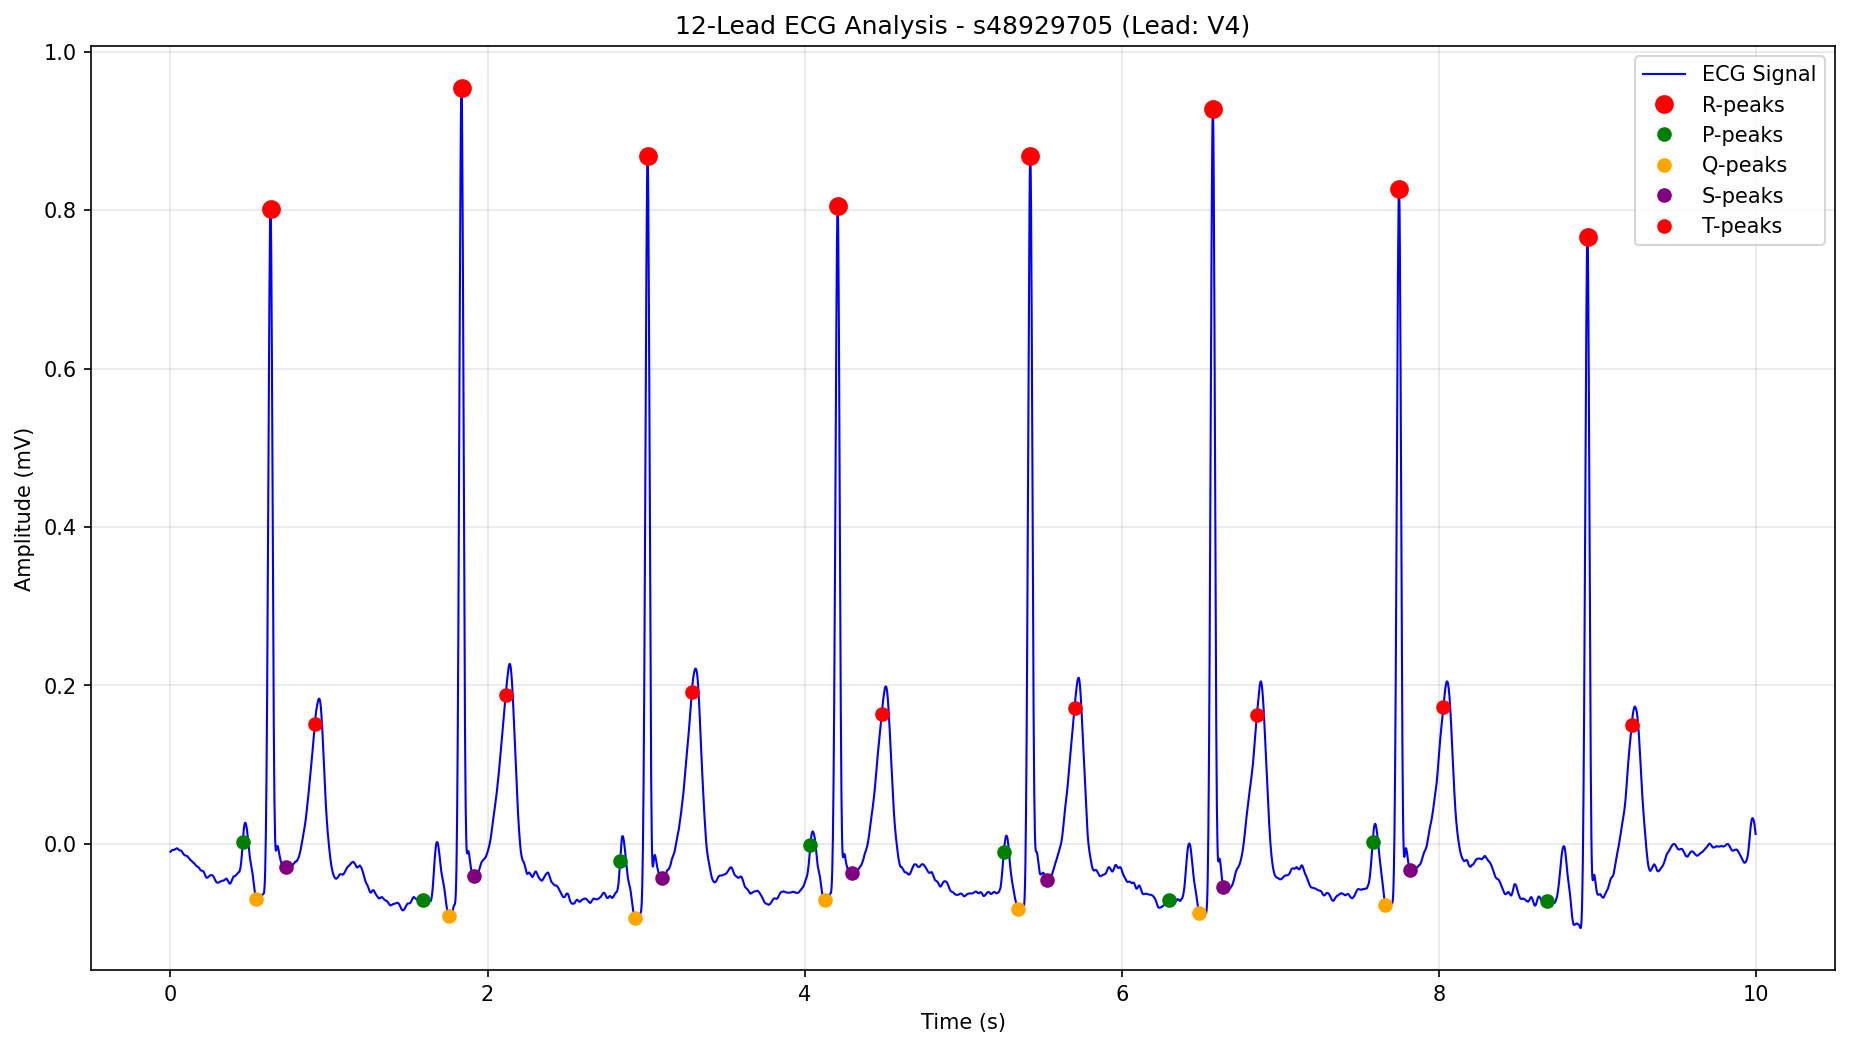 12-Lead ECG Analysis - s48929705 (Lead: V4)
ECG Signal
R-peaks
P-peaks
Q-peaks
S-peaks
T-peaks
Amplitude (mV)
1.0
0.8
0.6
0.4
0.2
0.0
0 2 4 6 8 10
Time (s)